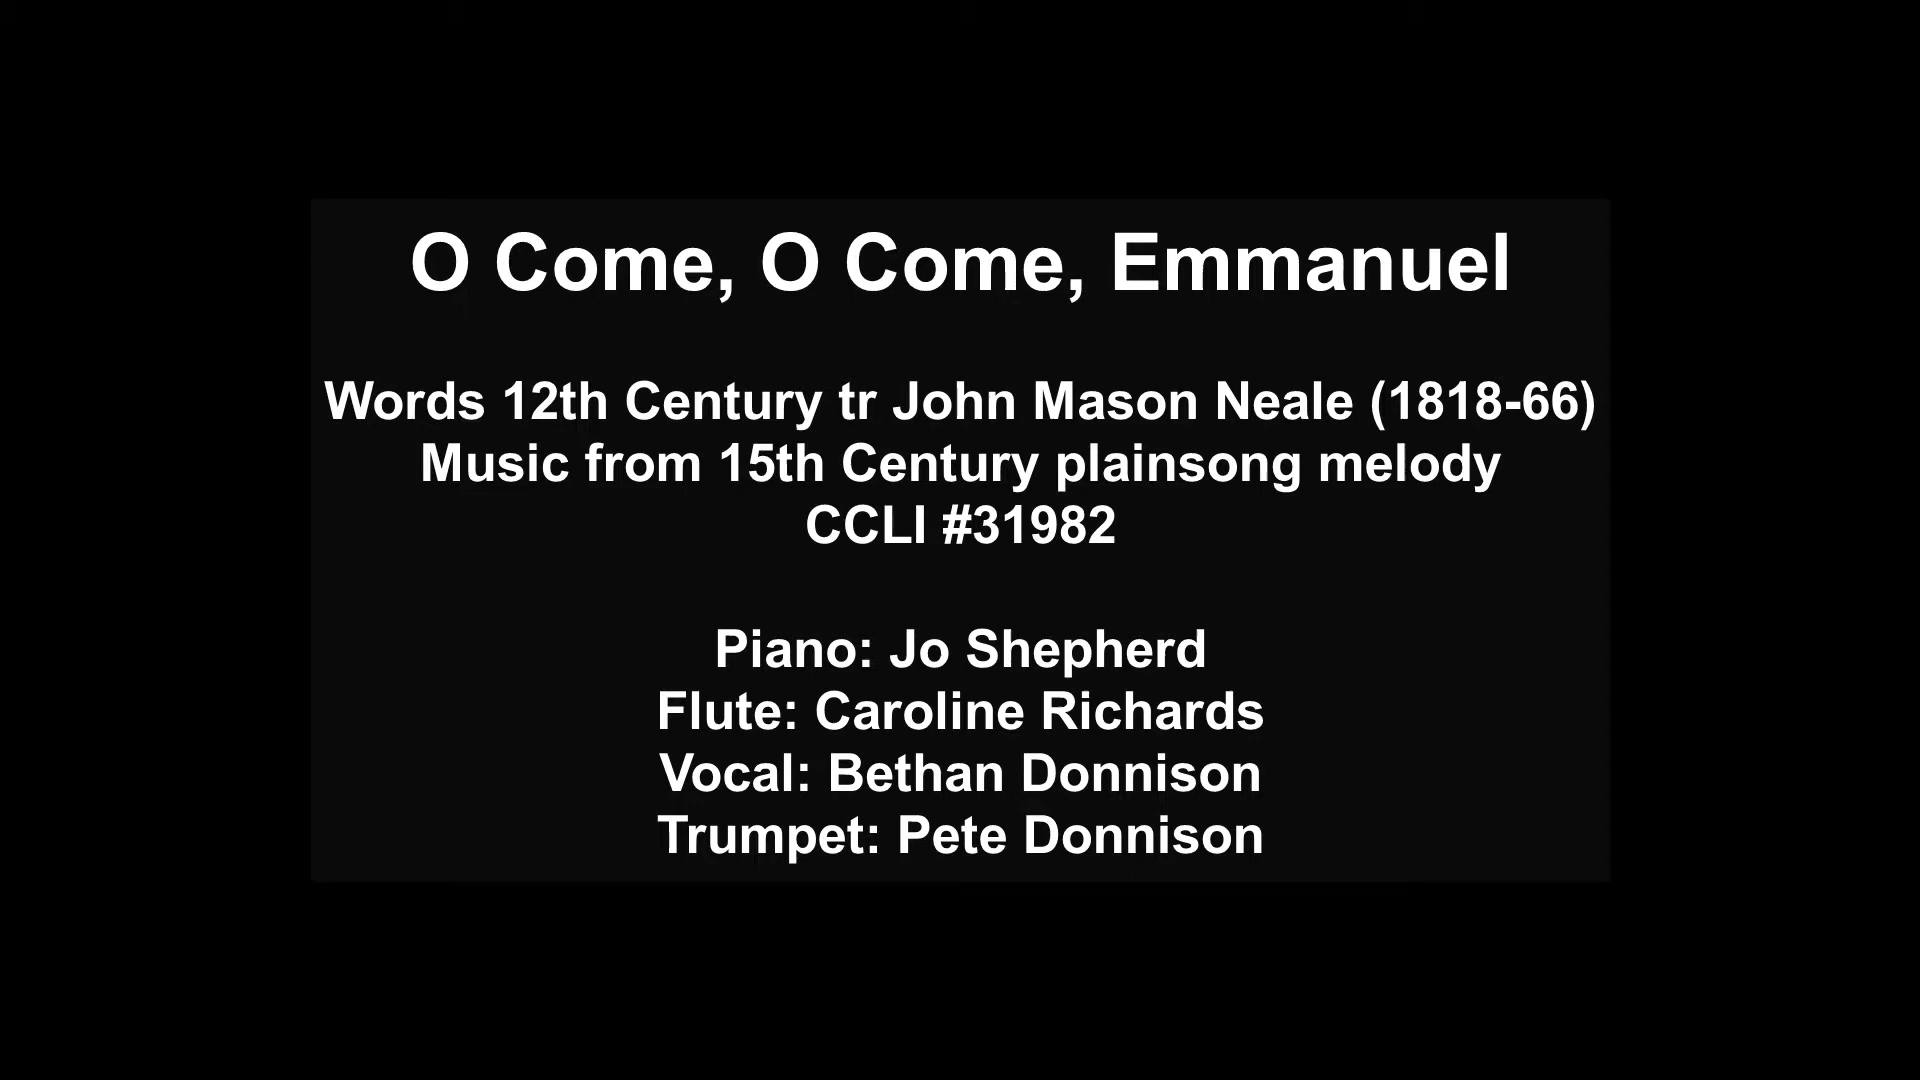 O Come, O Come, Emmanuel
Words 12th Century tr John Mason Neale (1818-66)
Music from 15th Century plainsong melody
CCLI #31982
Piano: Jo Shepherd
Flute: Caroline Richards
Vocal: Bethan Donnison
Trumpet: Pete Donnison